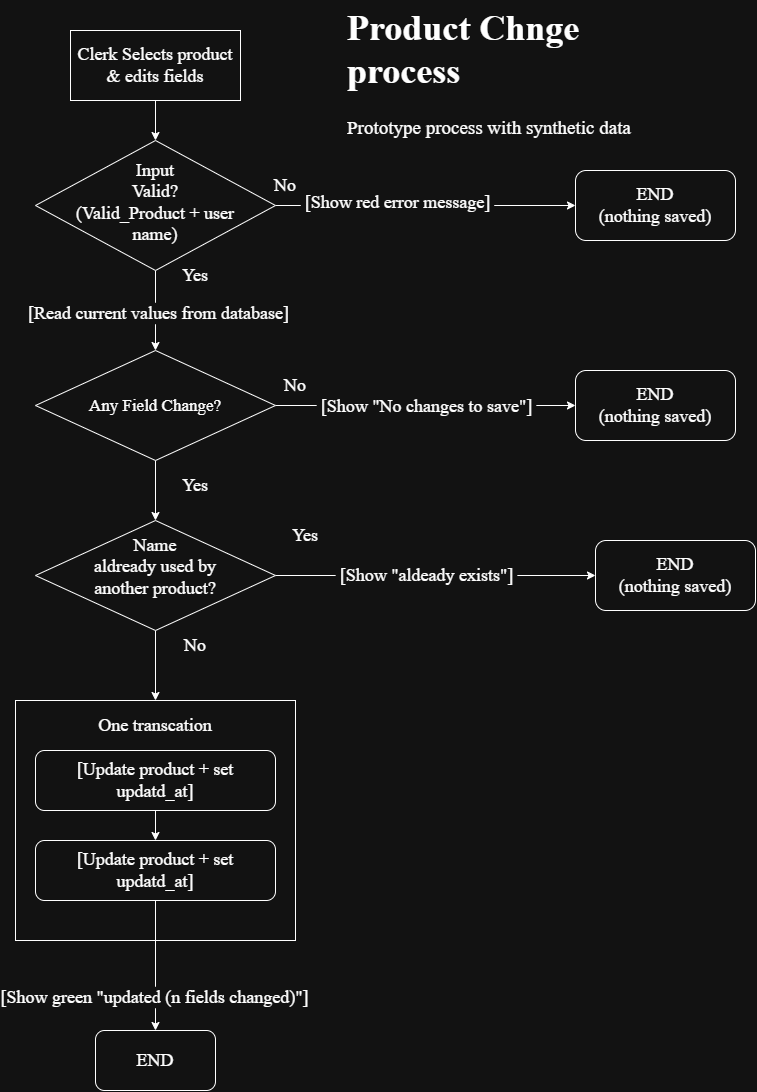 Product Chnge
process
Prototype process with synthetic data
Clerk Selects product
& edits fields
Input
Valid?
(Valid_Product + user
name)
No
[Show red error message]
END
(nothing saved)
Yes
[Read current values from database]
Any Field Change?
No
[Show "No changes to save"]
END
(nothing saved)
Yes
Name
aldready used by
another product?
Yes
[Show "aldeady exists"]
END
(nothing saved)
No
One transcation
[Update product + set
updatd_at]
[Update product + set
updatd_at]
[Show green "updated (n fields changed)"]
END